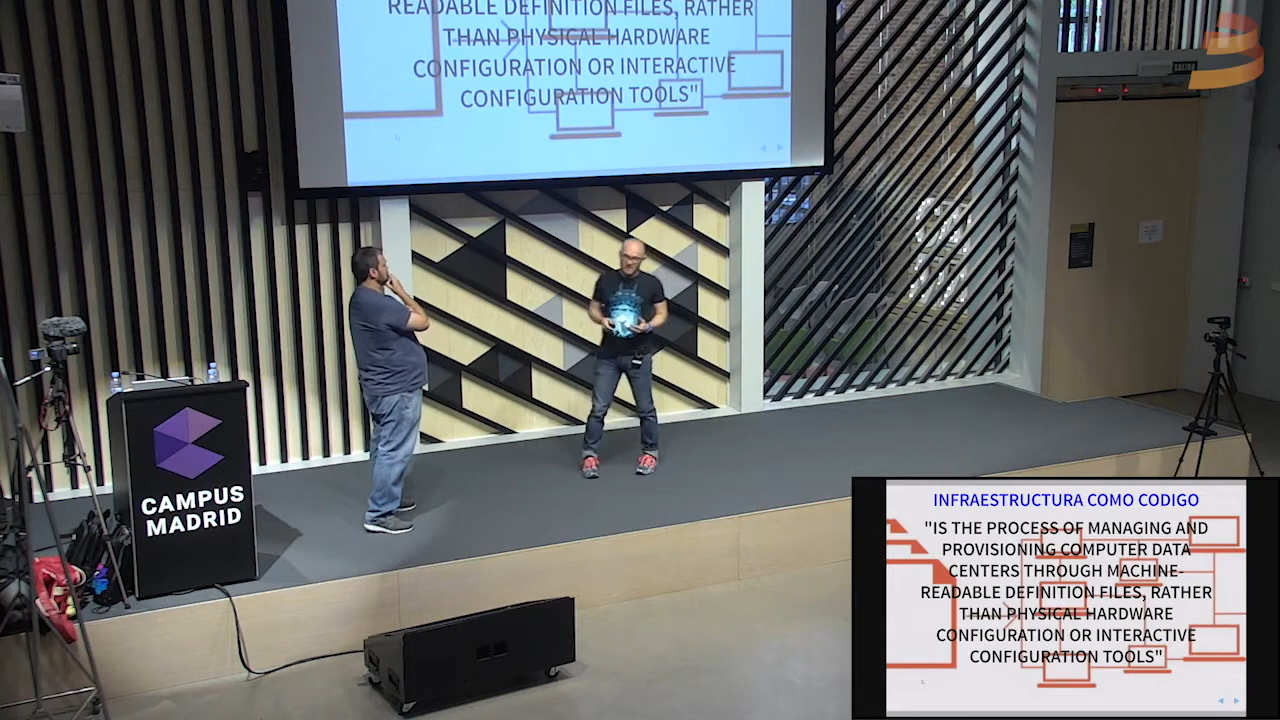 READABLE DEFINITION FILES, RATHER
THAN PHYSICAL HARDWARE
CONFIGURATION OR INTERACTIVE
CONFIGURATION TOOLS"
SALIDA
CAMPUS
MADRID
INFRAESTRUCTURA COMO CODIGO
"IS THE PROCESS OF MANAGING AND
PROVISIONING COMPUTER DATA
CENTERS THROUGH MACHINE-
READABLE DEFINITION FILES, RATHER
THAN PHYSICAL HARDWARE
CONFIGURATION OR INTERACTIVE
CONFIGURATION TOOLS"